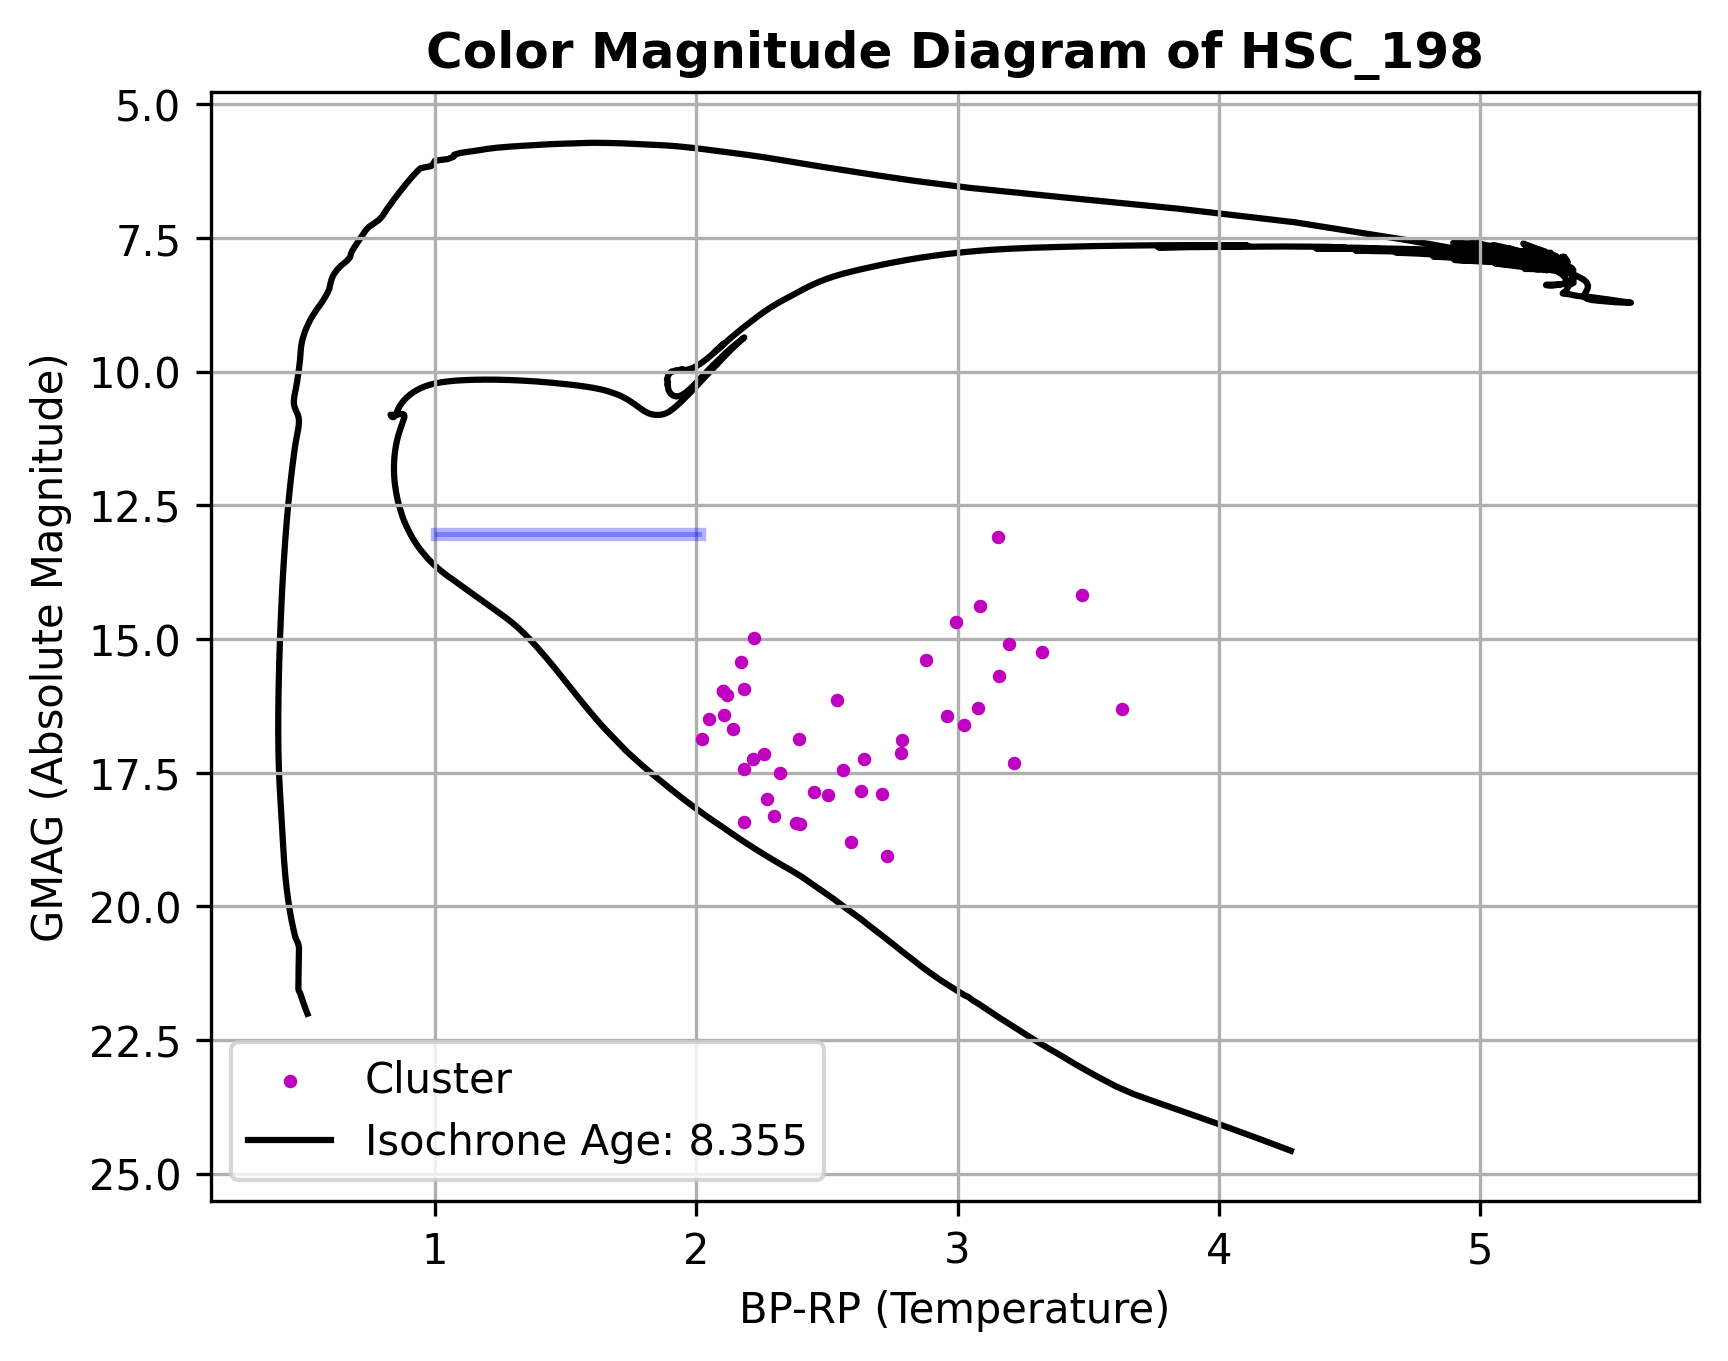 Color Magnitude Diagram of HSC_198
GMAG (Absolute Magnitude)
5.0
7.5
10.0
12.5
15.0
17.5
20.0
22.5
25.0
Cluster
Isochrone Age: 8.355
1 2 3 4 5
BP-RP (Temperature)